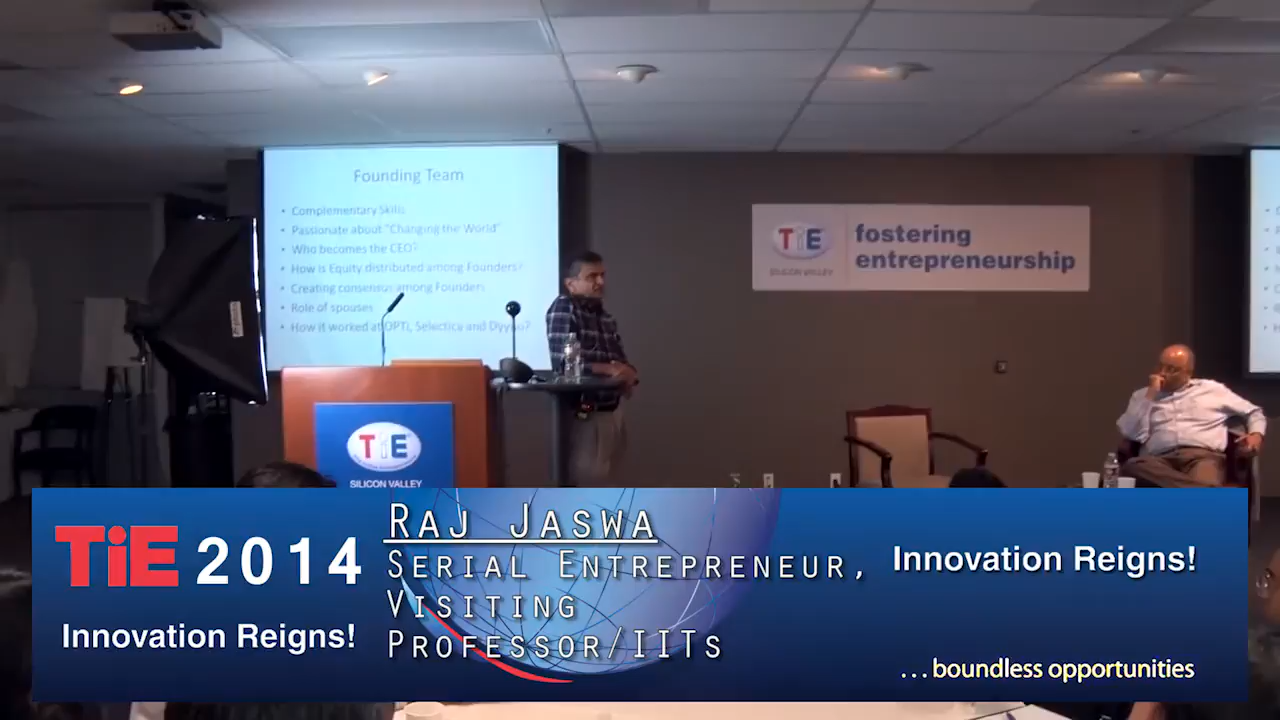 Founding Team
• Complementary Skills
• Passionate about "Changing the World"
• Who becomes the CEO?
• How is Equity distributed among Founders?
• Creating consensus among Founders
• Role of spouses
• How it worked at OPTi, Selectica and
TiE
SILICON VALLEY
fostering
entrepreneurship
TiE
SILICON VALLEY
TiE 2014
Innovation Reigns!
Raj Jaswa
Serial Entrepreneur,
Visiting
Professor/IITs
Innovation Reigns!
...boundless opportunities